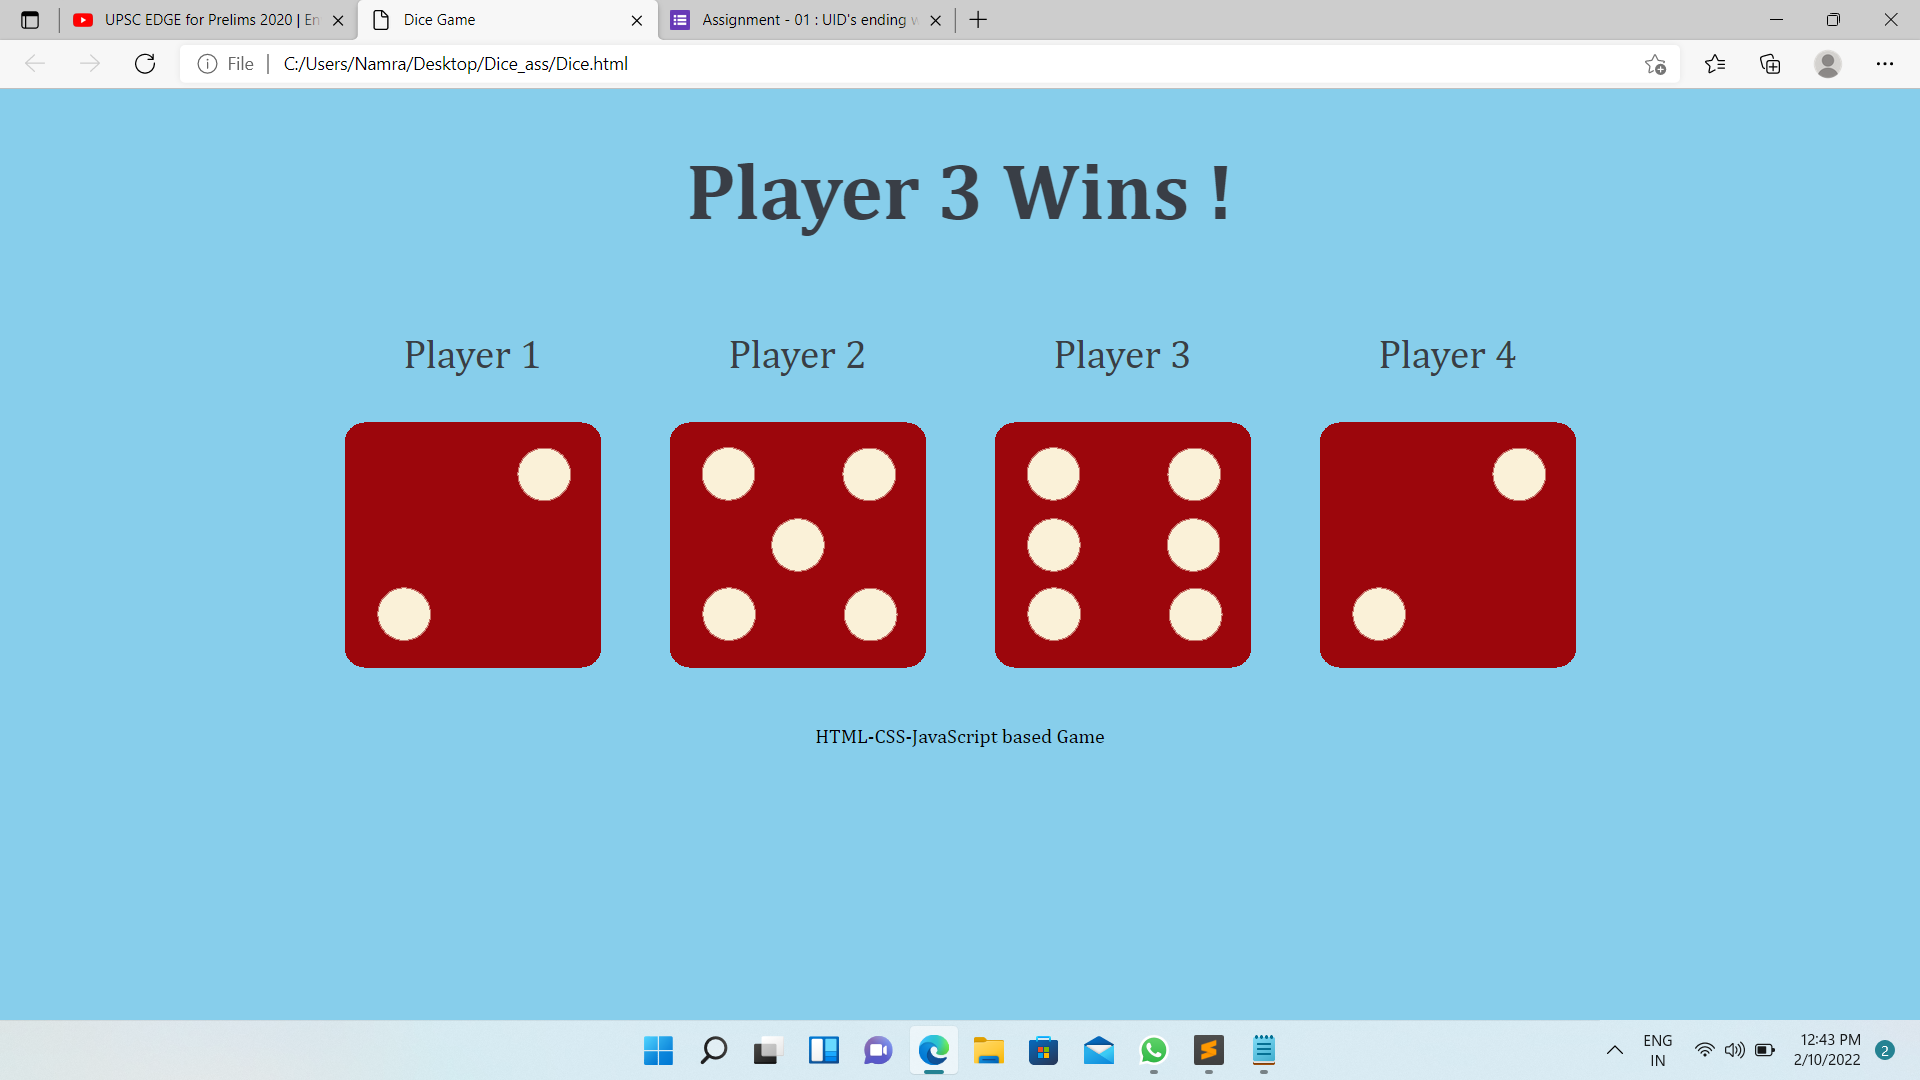 UPSC EDGE for Prelims 2020 | En
Dice Game
Assignment - 01 : UID's ending
File
C:/Users/Namra/Desktop/Dice_ass/Dice.html
Player 3 Wins !
Player 1
Player 2
Player 3
Player 4
HTML-CSS-JavaScript based Game
ENG
IN
12:43 PM
2/10/2022
2